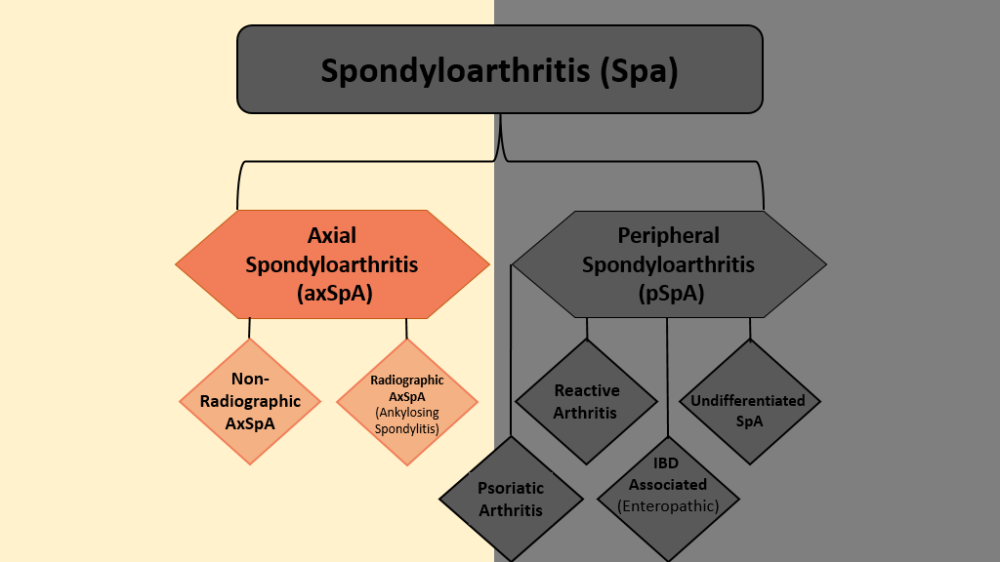 Spondyloarthritis (Spa)
Axial
Spondyloarthritis
(axSpA)
Peripheral
Spondyloarthritis
(pSpA)
Non-
Radiographic
AxSpA
Radiographic
AxSpA
(Ankylosing
Spondylitis)
Reactive
Arthritis
Undifferentiated
SpA
Psoriatic
Arthritis
IBD
Associated
(Enteropathic)